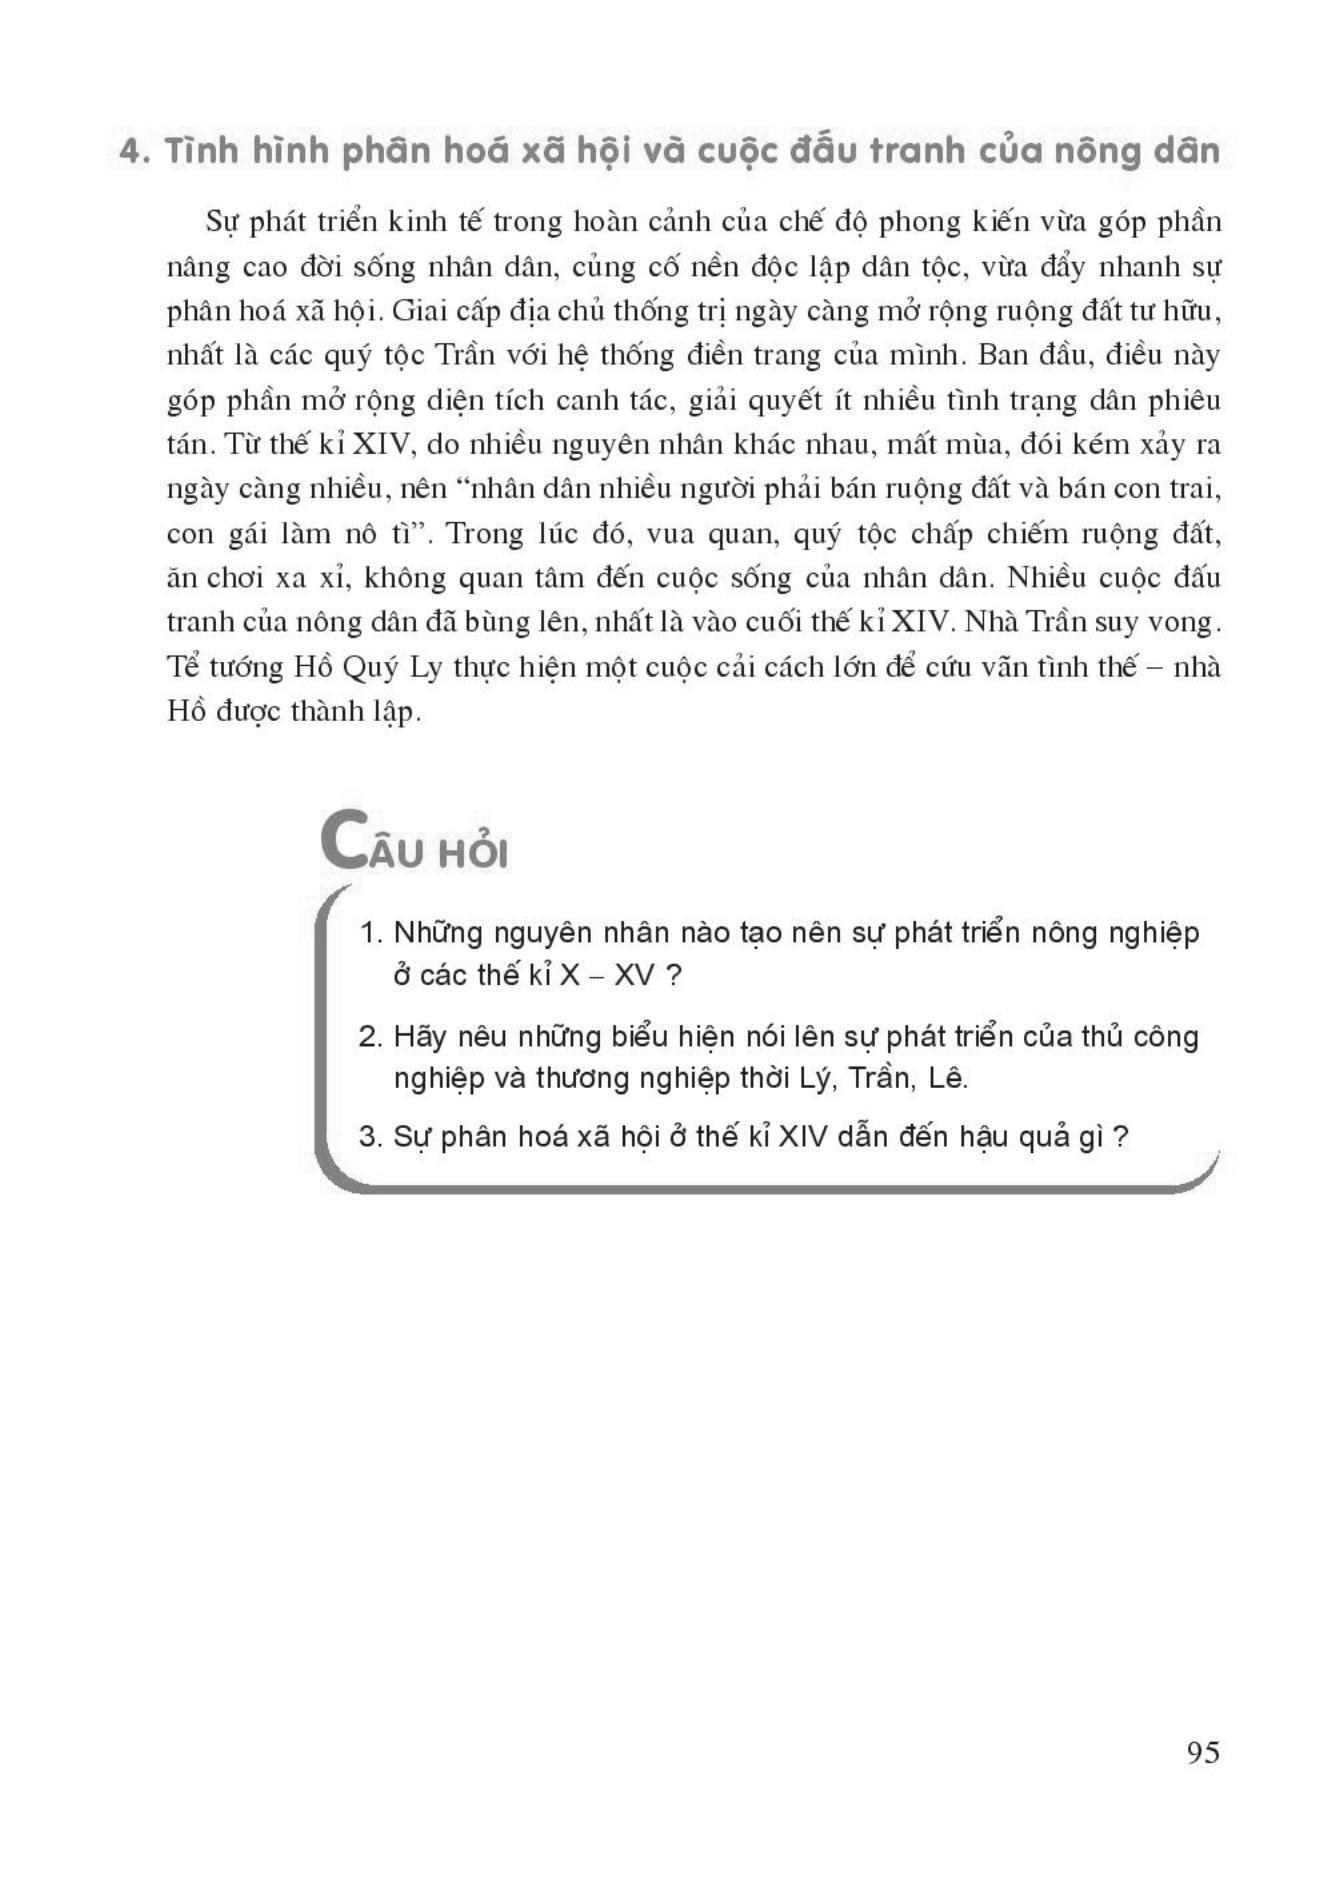 4. Tình hình phân hoá xã hội và cuộc đấu tranh của nông dân
Sự phát triển kinh tế trong hoàn cảnh của chế độ phong kiến vừa góp phần
nâng cao đời sống nhân dân, củng cố nền độc lập dân tộc, vừa đẩy nhanh sự
phân hoá xã hội. Giai cấp địa chủ thống trị ngày càng mở rộng ruộng đất tư hữu,
nhất là các quý tộc Trần với hệ thống điền trang của mình. Ban đầu, điều này
góp phần mở rộng diện tích canh tác, giải quyết ít nhiều tình trạng dân phiêu
tán. Từ thế kỉ XIV, do nhiều nguyên nhân khác nhau, mất mùa, đói kém xảy ra
ngày càng nhiều, nên “nhân dân nhiều người phải bán ruộng đất và bán con trai,
con gái làm nô tì”. Trong lúc đó, vua quan, quý tộc chấp chiếm ruộng đất,
ăn chơi xa xỉ, không quan tâm đến cuộc sống của nhân dân. Nhiều cuộc đấu
tranh của nông dân đã bùng lên, nhất là vào cuối thế kỉ XIV. Nhà Trần suy vong.
Tể tướng Hồ Quý Ly thực hiện một cuộc cải cách lớn để cứu vãn tình thế – nhà
Hồ được thành lập.
CÂU HỎI
1. Những nguyên nhân nào tạo nên sự phát triển nông nghiệp
ở các thế kỉ X – XV ?
2. Hãy nêu những biểu hiện nói lên sự phát triển của thủ công
nghiệp và thương nghiệp thời Lý, Trần, Lê.
3. Sự phân hoá xã hội ở thế kỉ XIV dẫn đến hậu quả gì ?
95